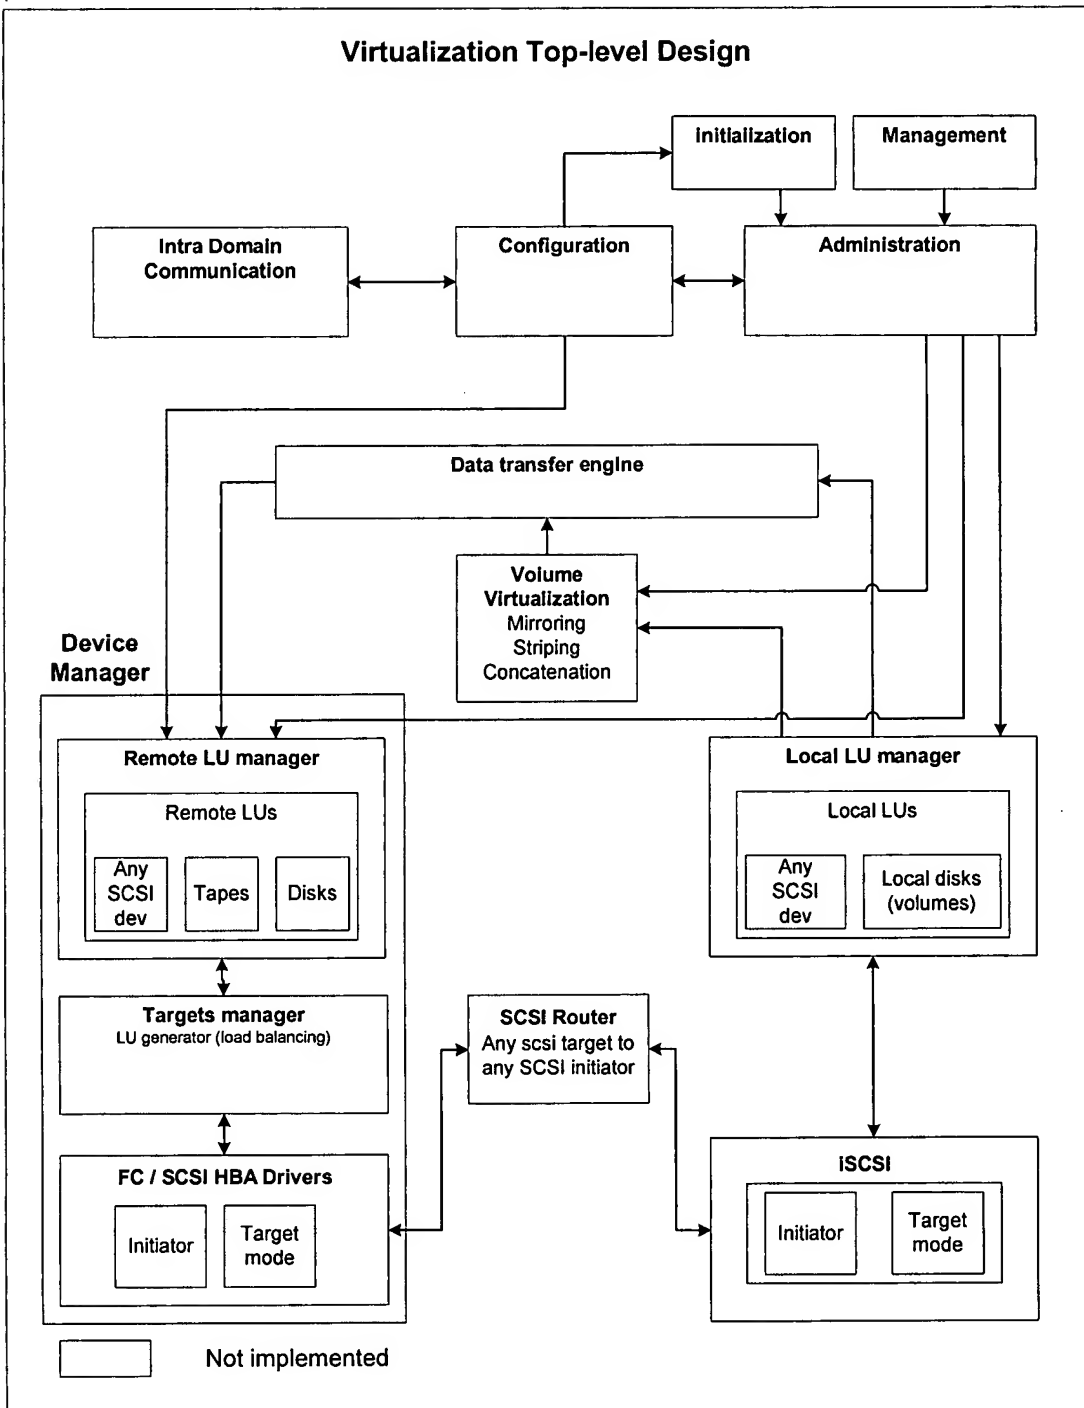 Virtualization Top-level Design
Initialization
Management
Intra Domain
Communication
Configuration
Administration
Data transfer engine
Volume
Virtualization
Mirroring
Striping
Concatenation
Device
Manager
Remote LU manager
Remote LUs
Any
SCSI
dev
Tapes
Disks
Local LU manager
Local LUs
Any
SCSI
dev
Local disks
(volumes)
Targets manager
LU generator (load balancing)
SCSI Router
Any scsi target to
any SCSI initiator
FC / SCSI HBA Drivers
Initiator
Target
mode
iSCSI
Initiator
Target
mode
Not implemented